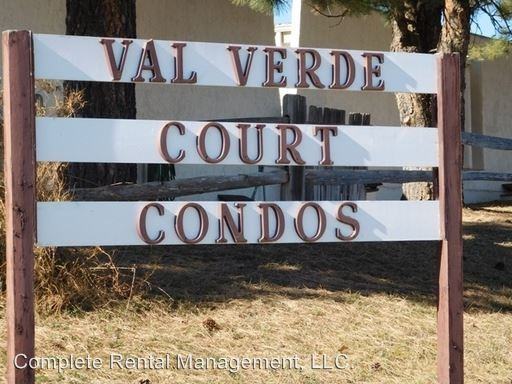 VAL VERDE
COURT
CONDOS
Complete Rental Management, LLC.